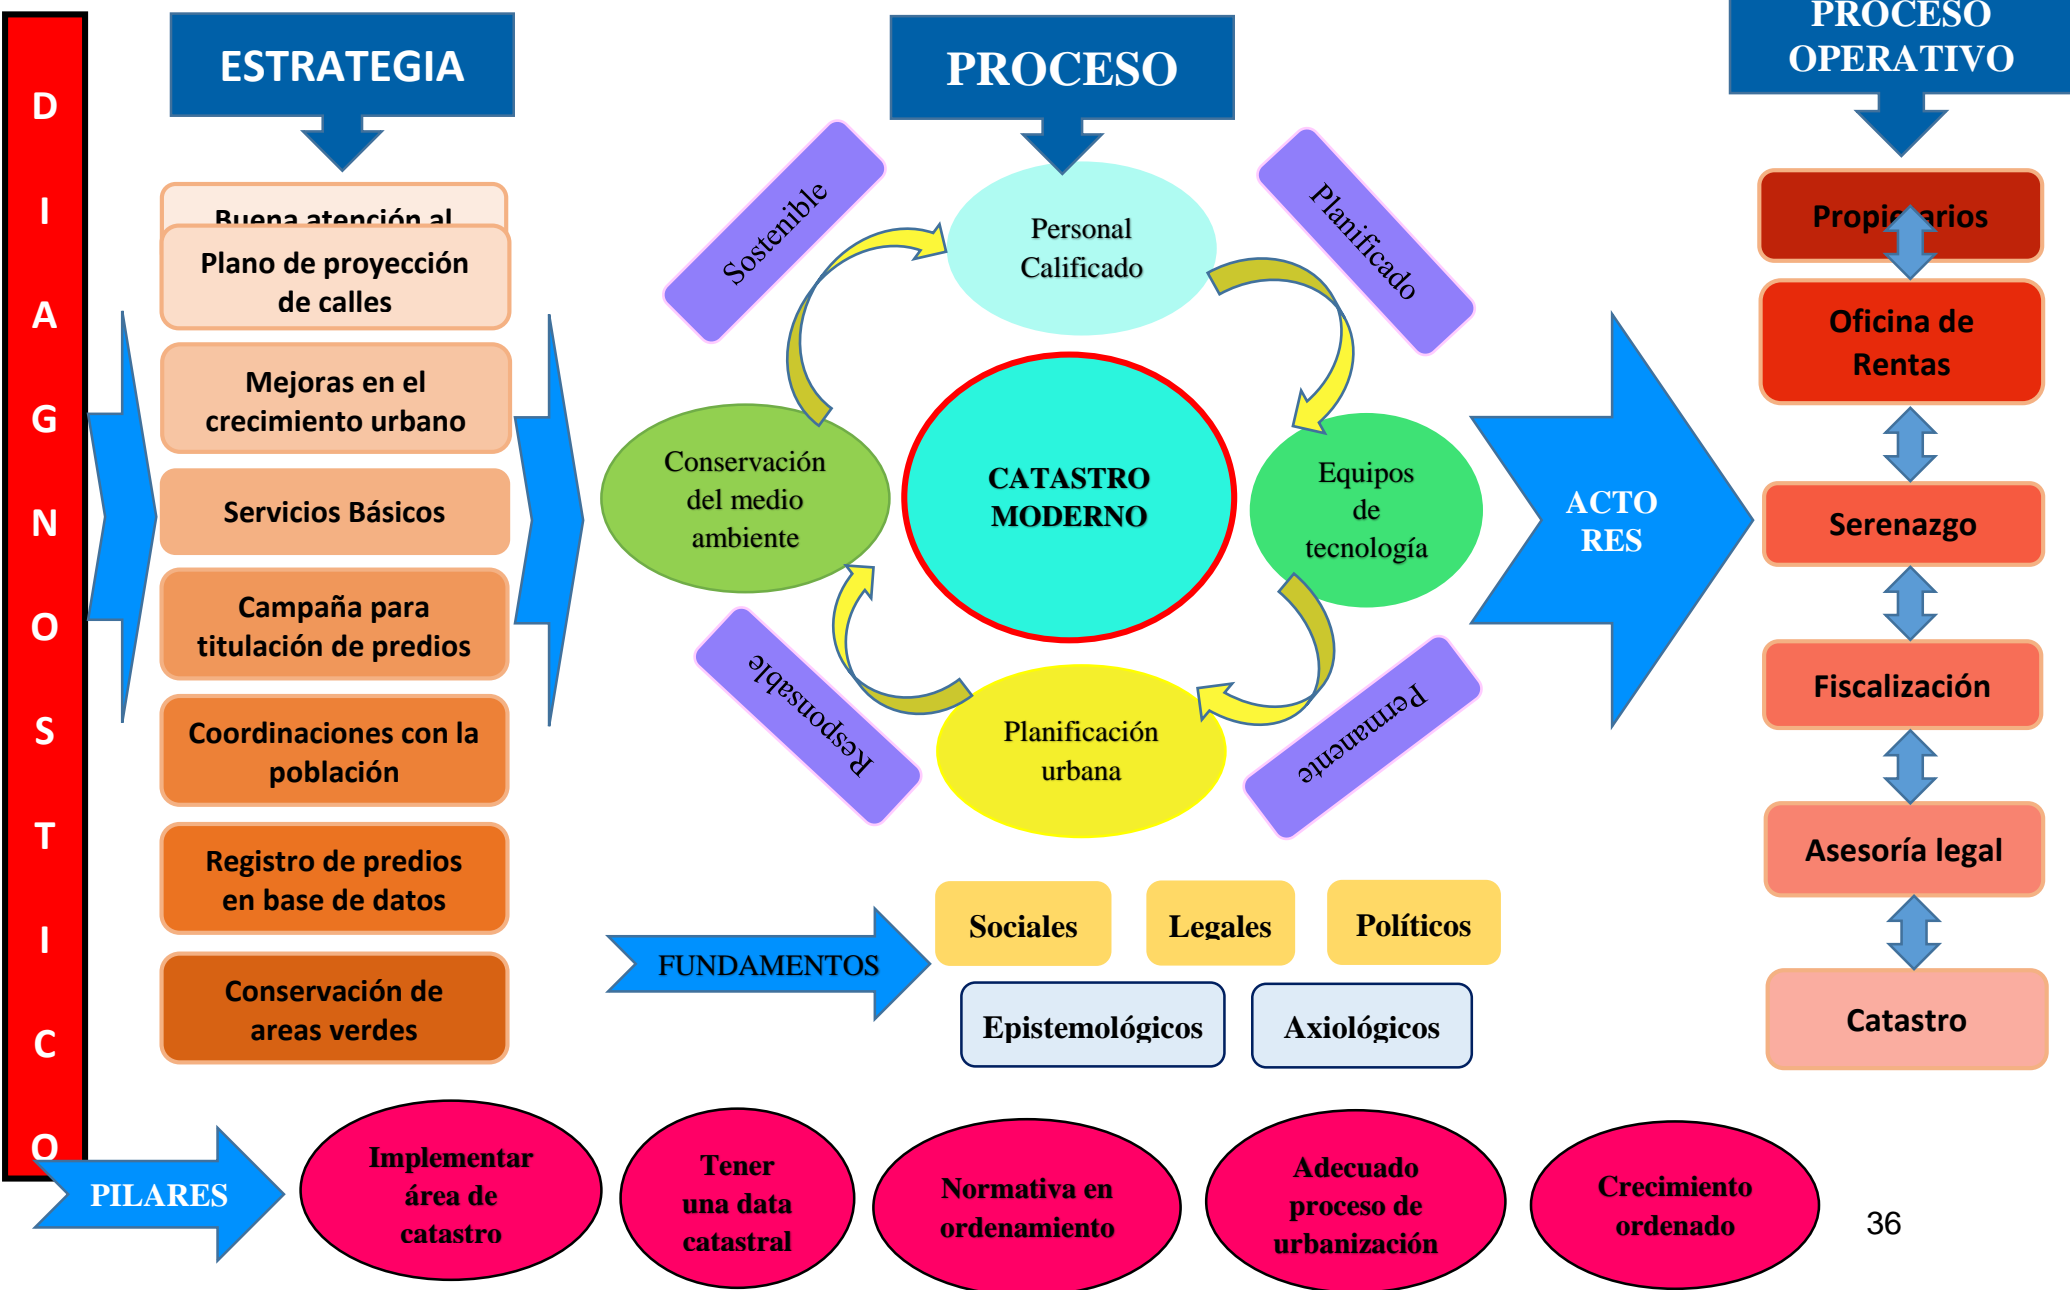 D
I
A
G
N
O
S
T
I
C
O
ESTRATEGIA
Buena atención al
Plano de proyección
de calles
Mejoras en el
crecimiento urbano
Servicios Básicos
Campaña para
titulación de predios
Coordinaciones con la
población
Registro de predios
en base de datos
Conservación de
areas verdes
PROCESO
Sostenible
Planificado
Personal
Calificado
Conservación
del medio
ambiente
CATASTRO
MODERNO
Equipos
de
tecnología
Responsable
Permanente
Planificación
urbana
ACTO
RES
FUNDAMENTOS
Sociales
Legales
Políticos
Epistemológicos
Axiológicos
PROCESO
OPERATIVO
Propietarios
Oficina de
Rentas
Serenazgo
Fiscalización
Asesoría legal
Catastro
PILARES
Implementar
área de
catastro
Tener
una data
catastral
Normativa en
ordenamiento
Adecuado
proceso de
urbanización
Crecimiento
ordenado
36